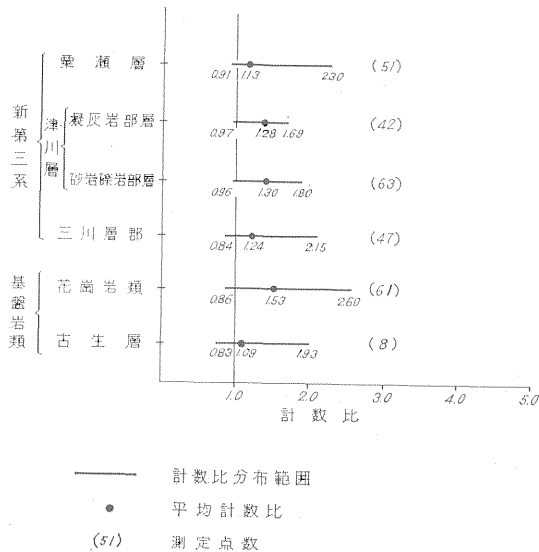 新第三系
粟瀬層
0.91 1.13 2.30 (51)
津川層
凝灰岩部層
0.97 1.28 1.69 (42)
砂岩礫岩部層
0.96 1.30 1.80 (63)
三川層郡
0.84 1.24 2.15 (47)
基盤岩類
花崗岩類
0.86 1.53 2.60 (61)
古生層
0.83 1.09 1.93 (8)
1.0 2.0 3.0 4.0 5.0
計数比
計数比分布範囲
平均計数比
(51) 測定点数